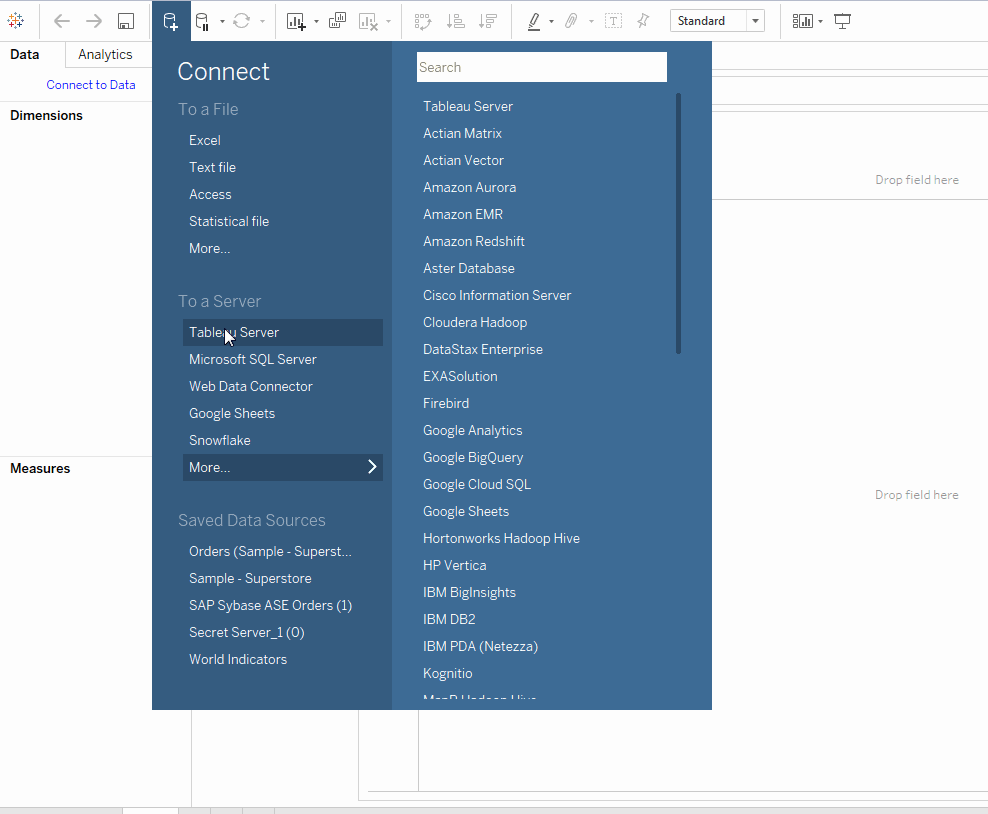 Standard
Data
Analytics
Connect to Data
Dimensions
Measures
Connect
To a File
Excel
Text file
Access
Statistical file
More...
To a Server
Tableau Server
Microsoft SQL Server
Web Data Connector
Google Sheets
Snowflake
More...
Saved Data Sources
Orders (Sample - Superst...
Sample - Superstore
SAP Sybase ASE Orders (1)
Secret Server_1 (0)
World Indicators
Search
Tableau Server
Actian Matrix
Actian Vector
Amazon Aurora
Amazon EMR
Amazon Redshift
Aster Database
Cisco Information Server
Cloudera Hadoop
DataStax Enterprise
EXASolution
Firebird
Google Analytics
Google BigQuery
Google Cloud SQL
Google Sheets
Hortonworks Hadoop Hive
HP Vertica
IBM BigInsights
IBM DB2
IBM PDA (Netezza)
Kognitio
MapR Hadoop Hive
Drop field here
Drop field here